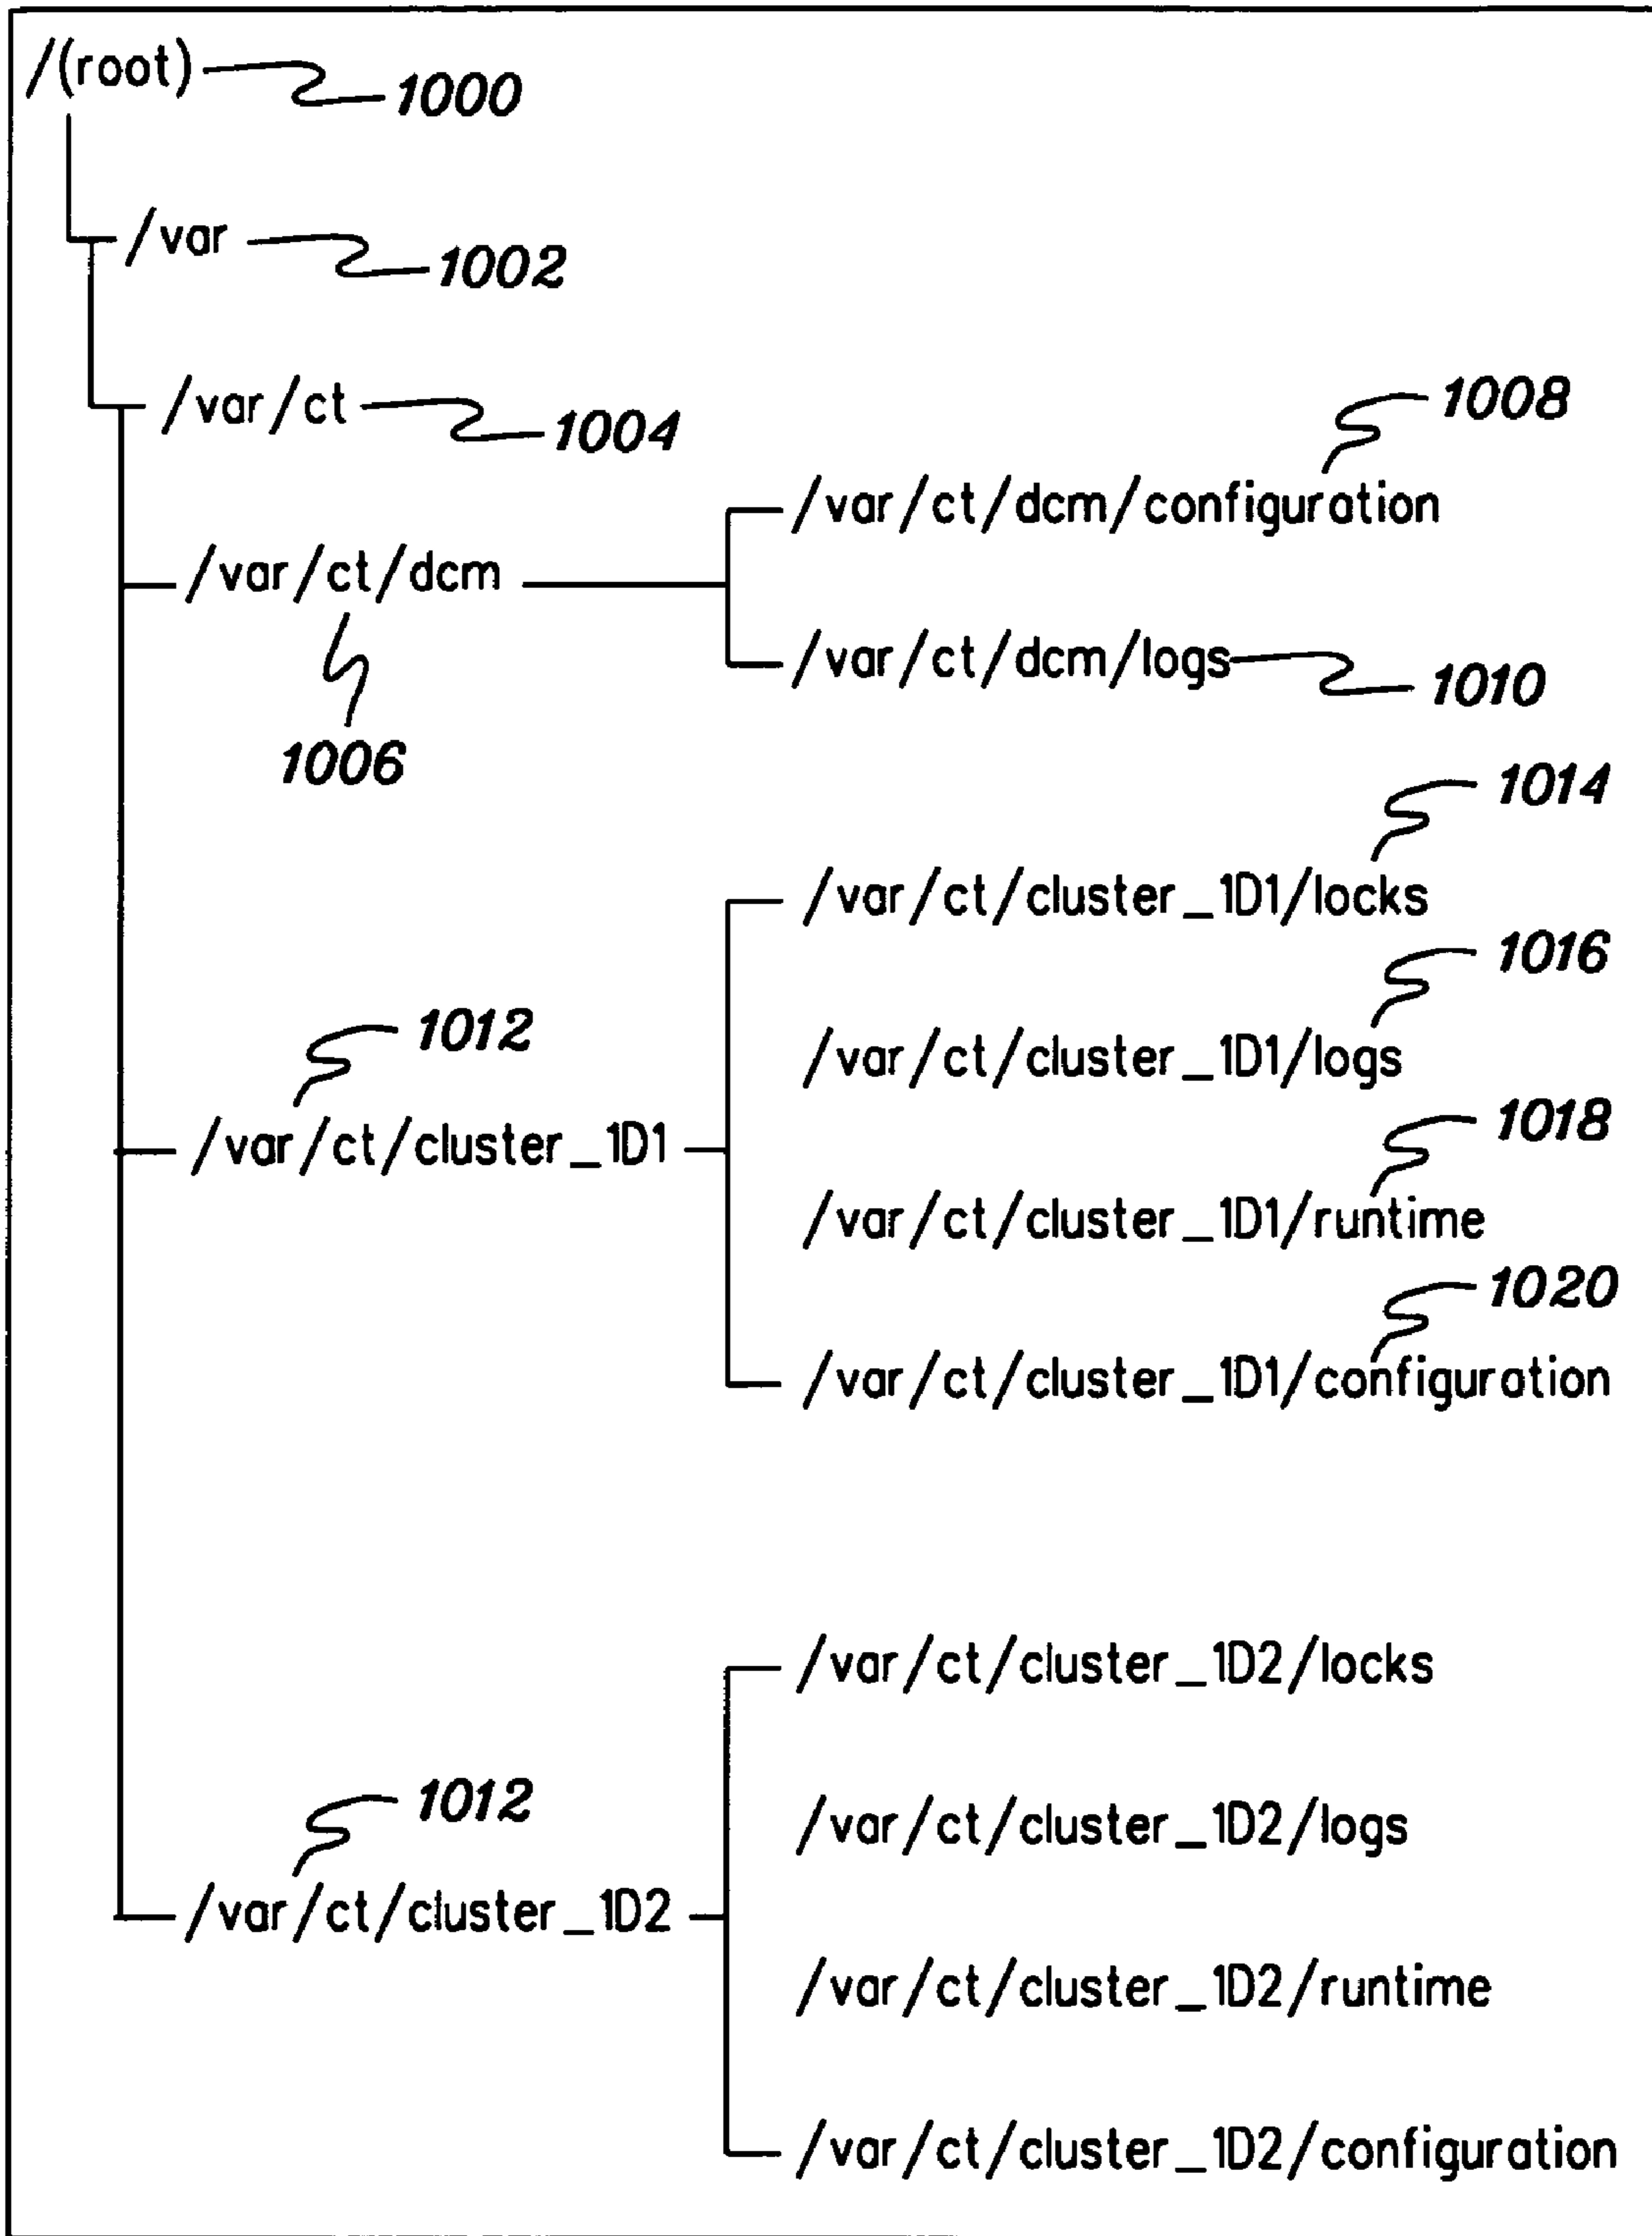 /(root) 1000
/var 1002
/var/ct 1004
1008
/var/ct/dcm/configuration
/var/ct/dcm
/var/ct/dcm/logs 1010
1006
1014
/var/ct/cluster_1D1/locks
1016
1012
/var/ct/cluster_1D1/logs
1018
/var/ct/cluster_1D1
/var/ct/cluster_1D1/runtime
1020
/var/ct/cluster_1D1/configuration
/var/ct/cluster_1D2/locks
1012
/var/ct/cluster_1D2/logs
/var/ct/cluster_1D2
/var/ct/cluster_1D2/runtime
/var/ct/cluster_1D2/configuration